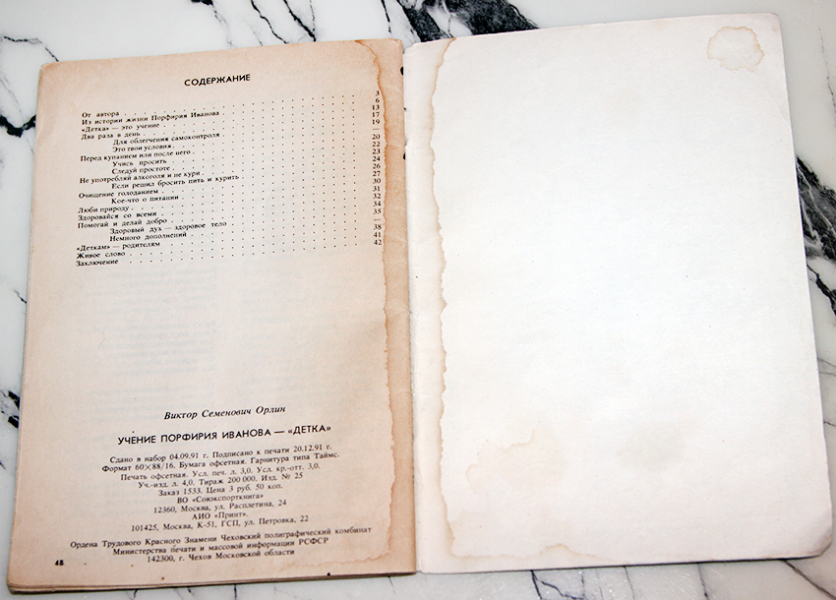 СОДЕРЖАНИЕ
От автора . . . 3
Из истории жизни Порфирия Иванова . . . 6
«Детка» — это учение . . . 13
Два раза в день . . . 17
Для облегчения самоконтроля . . . 19
Это твои условия . . . —
Перед купанием или после него . . . 20
Учись просить . . . 22
Следуй простоте . . . 23
Не употребляй алкоголя и не кури . . . 24
Если решил бросить пить и курить . . . 26
Очищение голоданием . . . 27
Кое-что о питании . . . 30
Люби природу . . . 31
Здоровайся со всеми . . . 32
Помогай и делай добро . . . 34
Здоровый дух — здоровое тело . . . 35
Немного дополнений . . . —
«Деткам» — родителям . . . 38
Живое слово . . . 41
Заключение . . . 42
Виктор Семенович Орлин
УЧЕНИЕ ПОРФИРИЯ ИВАНОВА — «ДЕТКА»
Сдано в набор 04.09.91 г. Подписано к печати 20.12.91 г.
Формат 60×88/16. Бумага офсетная. Гарнитура типа Таймс.
Печать офсетная. Усл. печ. л. 3,0. Усл. кр.-отт. 3,0.
Уч.-изд. л. 4,0. Тираж 200 000. Изд. № 25
Заказ 1533. Цена 3 руб. 50 коп.
ВО «Союзспорткнига»
12360, Москва, ул. Расплетина, 24
АИО «Принт».
101425, Москва, К-51, ГСП, ул. Петровка, 22
Ордена Трудового Красного Знамени Чеховский полиграфический комбинат
Министерства печати и массовой информации РСФСР
142300, г. Чехов Московской области
48